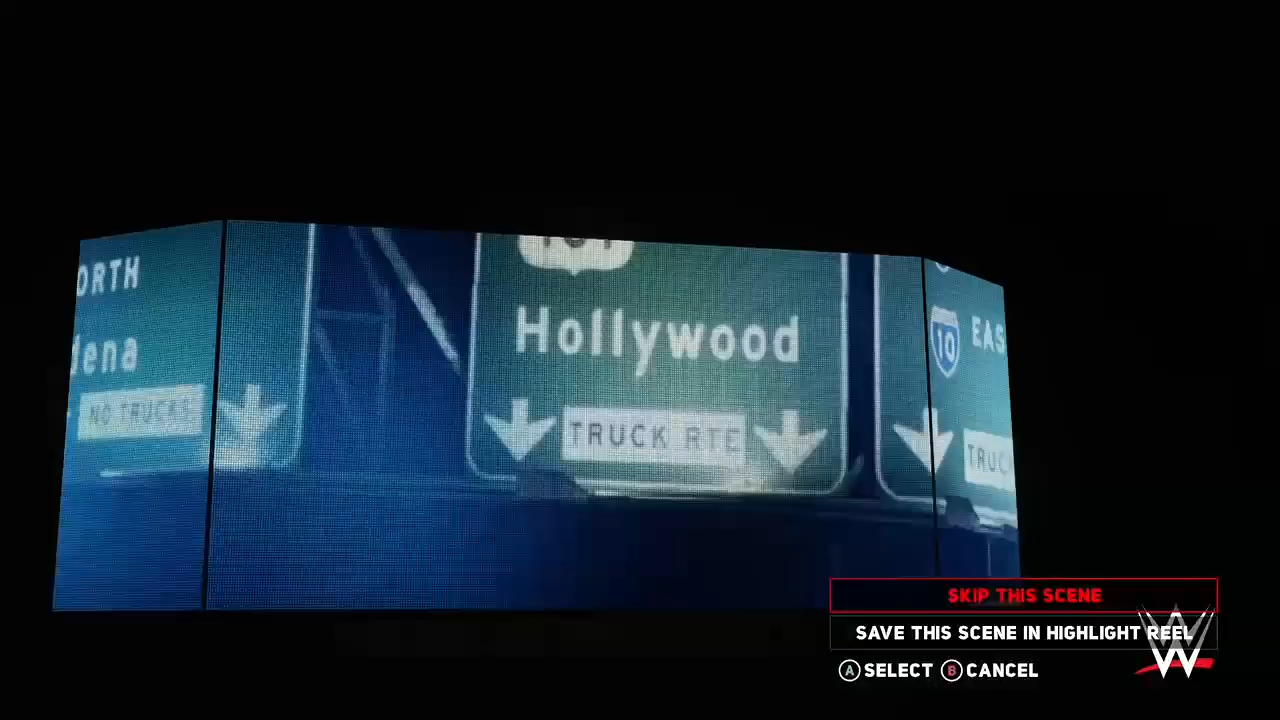 ORTH
dena
NO TRUCKS
101
Hollywood
TRUCK RTE
10 EAS
TRUC
SKIP THIS SCENE
SAVE THIS SCENE IN HIGHLIGHT REEL
A SELECT B CANCEL
W